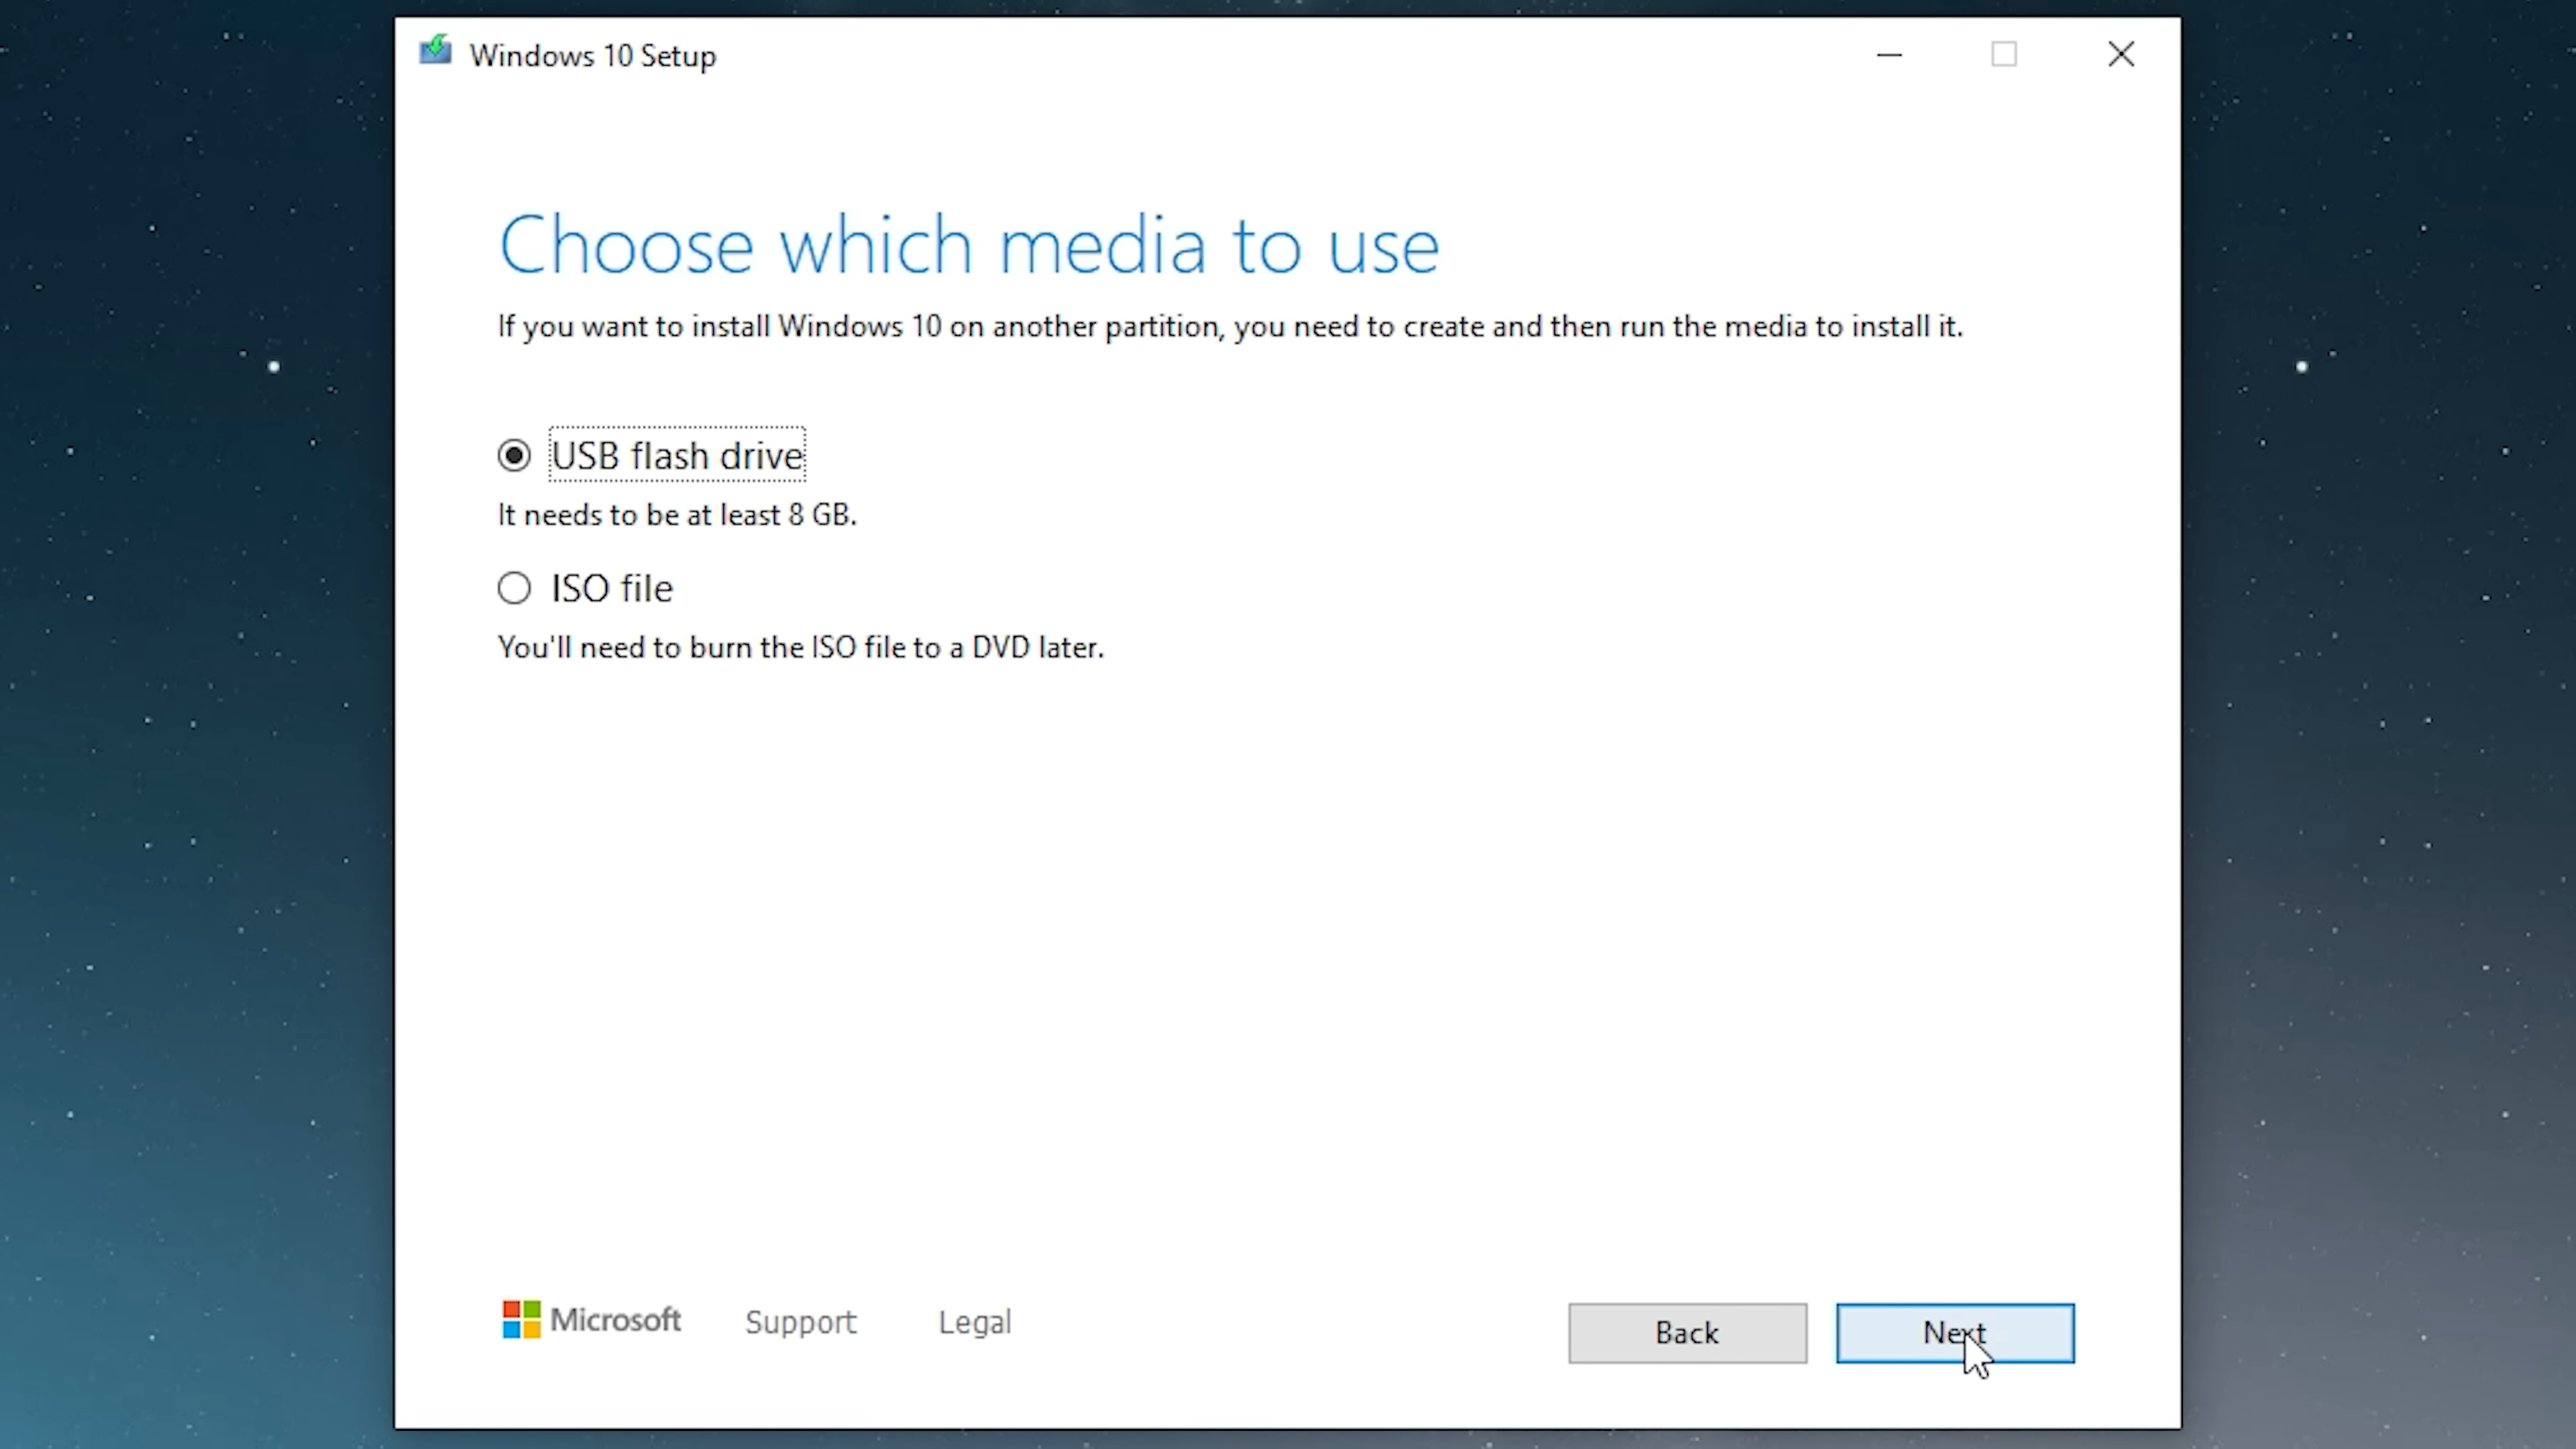 Windows 10 Setup
Choose which media to use
If you want to install Windows 10 on another partition, you need to create and then run the media to install it.
USB flash drive
It needs to be at least 8 GB.
ISO file
You'll need to burn the ISO file to a DVD later.
Microsoft Support Legal Back Next